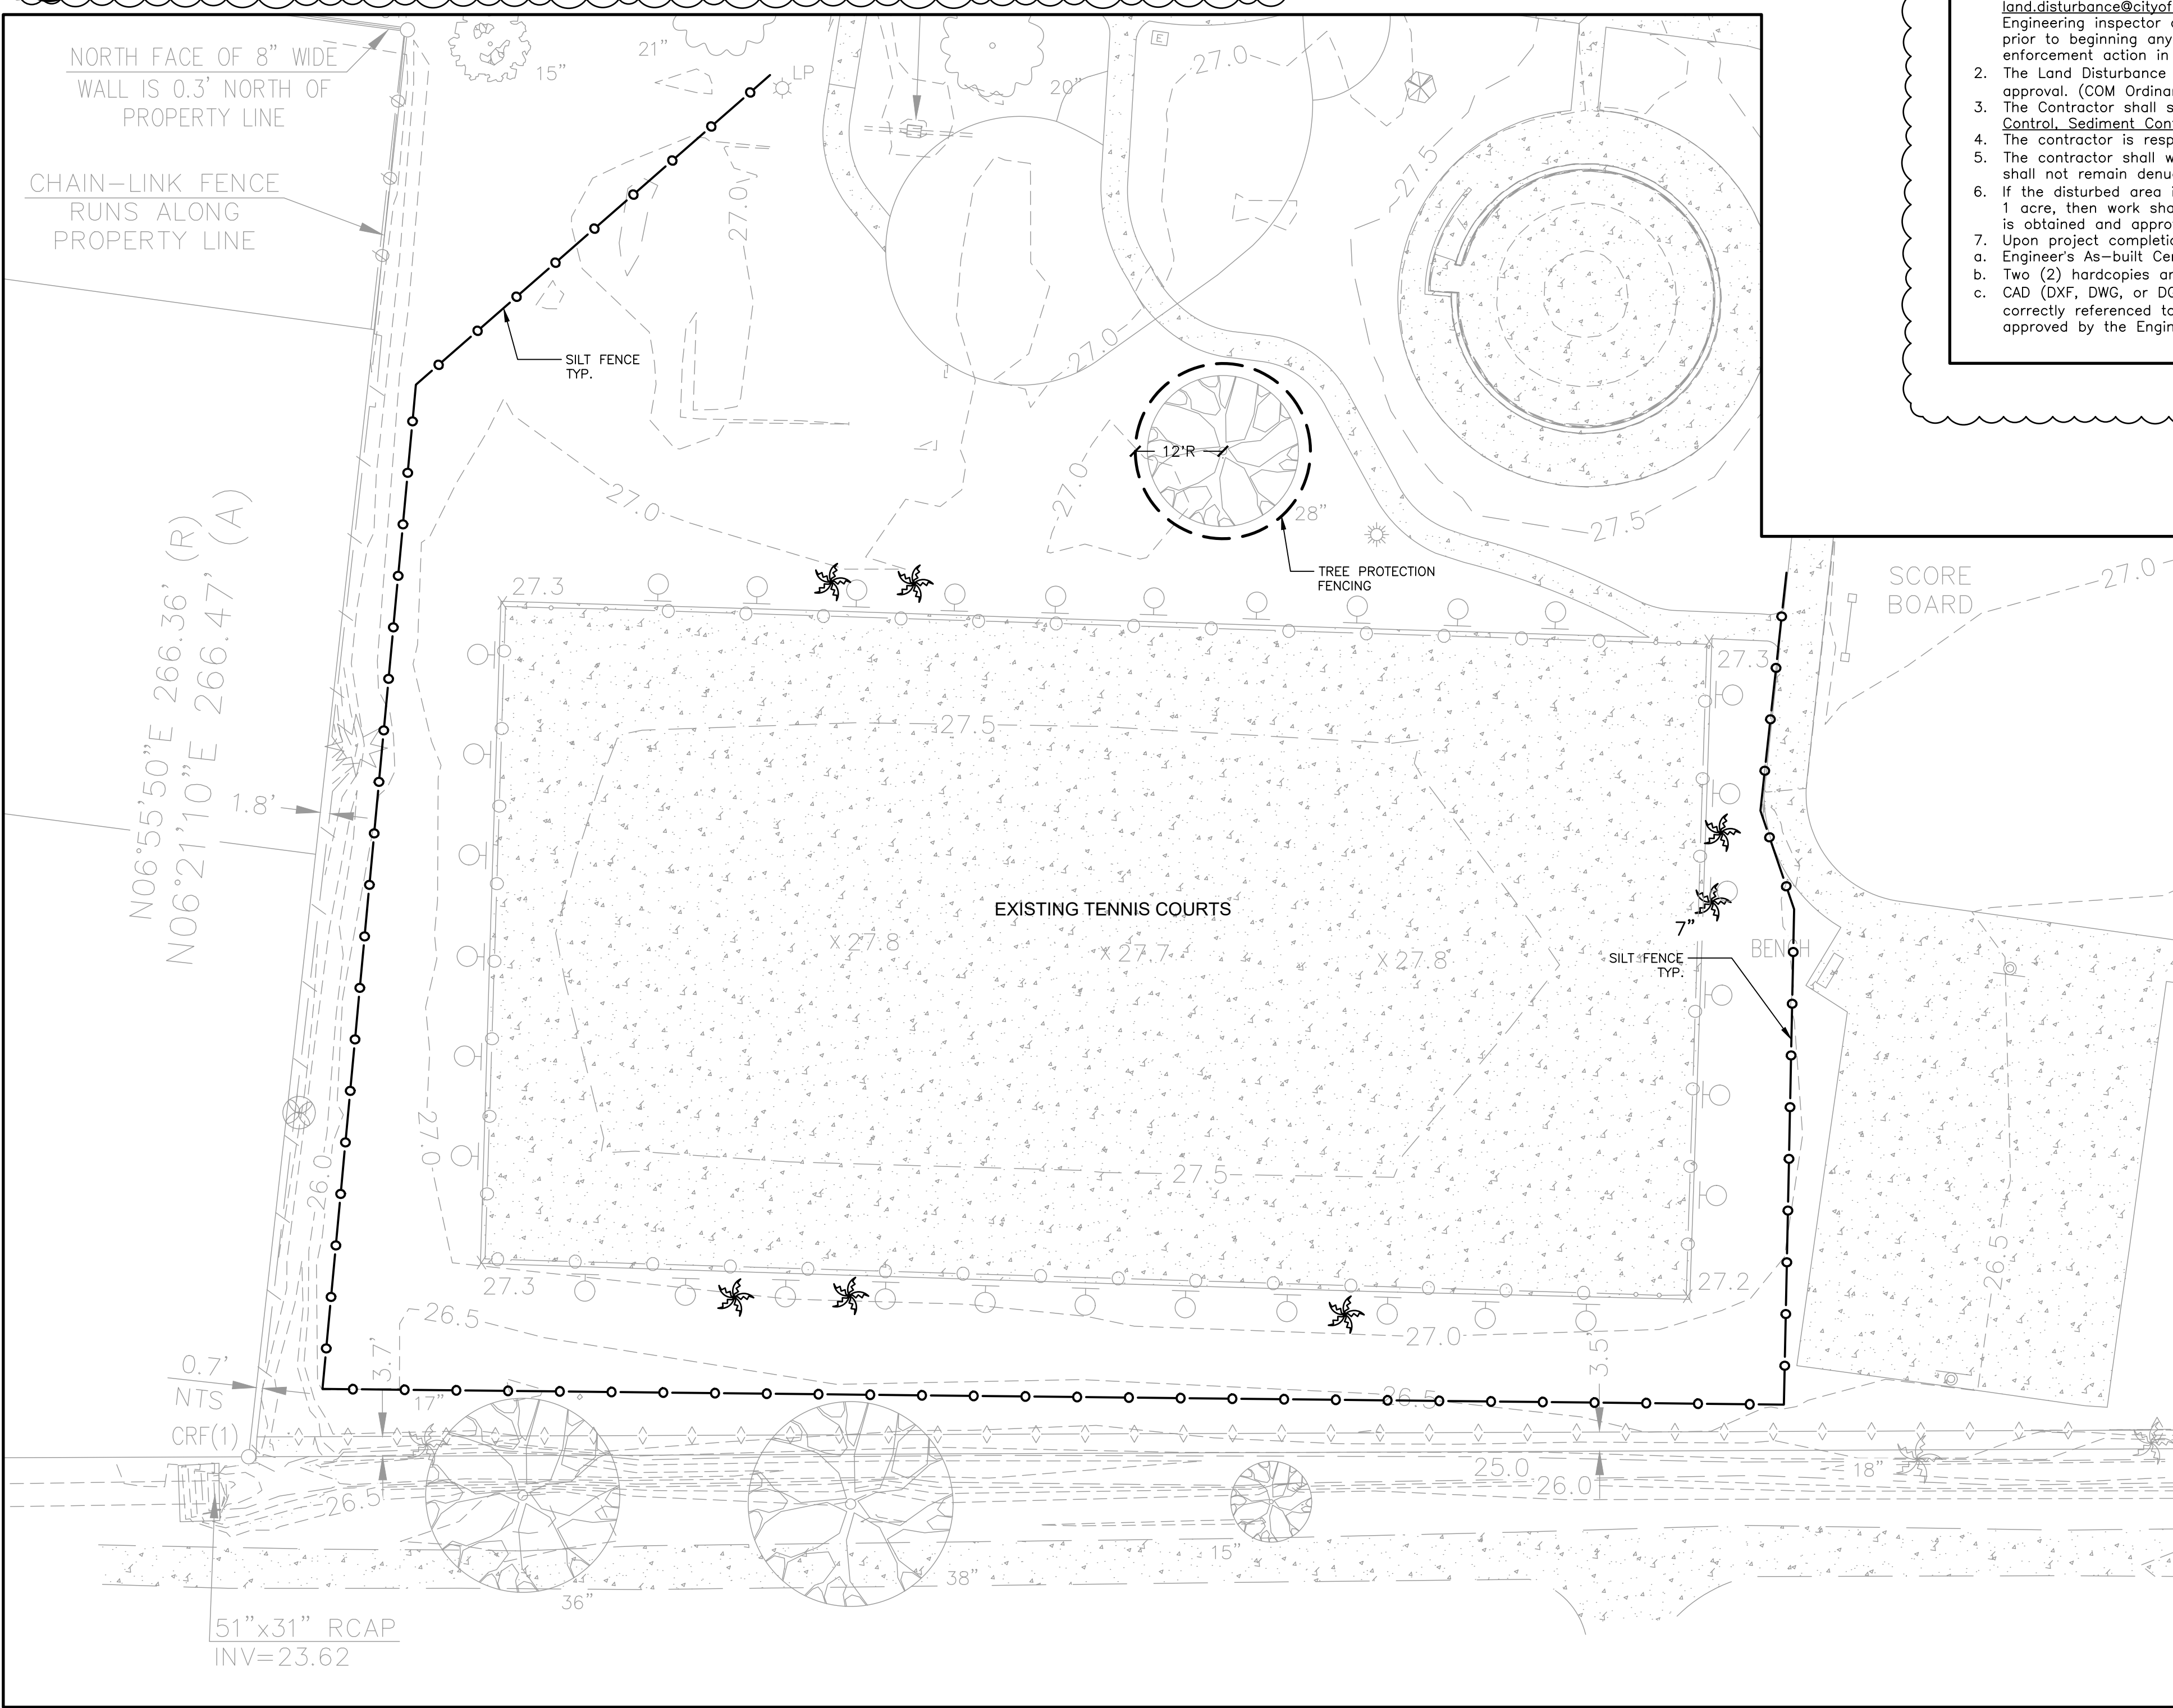 land.disturbance@cityof
Engineering inspector
prior to beginning any
enforcement action in
2. The Land Disturbance
approval. (COM Ordinar
3. The Contractor shall s
Control, Sediment Con
4. The contractor is resp
5. The contractor shall w
shall not remain denu
6. If the disturbed area i
1 acre, then work sha
is obtained and appro
7. Upon project completi
a. Engineer's As-built Cer
b. Two (2) hardcopies ar
c. CAD (DXF, DWG, or DG
correctly referenced to
approved by the Engin
NORTH FACE OF 8" WIDE
WALL IS 0.3' NORTH OF
PROPERTY LINE
15"
21"
LP
20"
E
27.0
27.0
27.5
CHAIN-LINK FENCE
RUNS ALONG
PROPERTY LINE
SILT FENCE
TYP.
27.0
12'R
28"
27.0
27.0
27.5
TREE PROTECTION
FENCING
SCORE
BOARD
27.0
N06°55'50"E 266.36' (R)
N06°21'10"E 266.47' (A)
27.3
27.3
27.5
1.8'
EXISTING TENNIS COURTS
X 27.8
X 27.7
X 27.8
7"
BENCH
SILT FENCE
TYP.
27.0
26.0
27.5
26.5
27.3
27.2
26.5
27.0
0.7'
NTS
3.7'
3.5'
17"
26.5
CRF(1)
25.0
26.0
18"
26.5
15"
38"
36"
51"x31" RCAP
INV=23.62